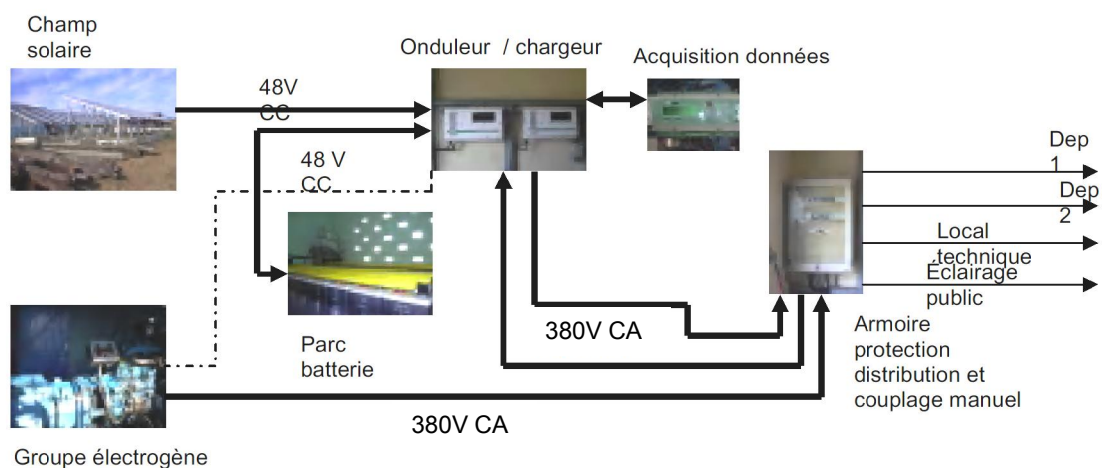 Champ
solaire
Onduleur / chargeur
Acquisition données
48V
CC
48 V
CC
Dep
1
Dep
2
Local
technique
Éclairage
public
380V CA
Parc
batterie
Armoire
protection
distribution et
couplage manuel
380V CA
Groupe électrogène